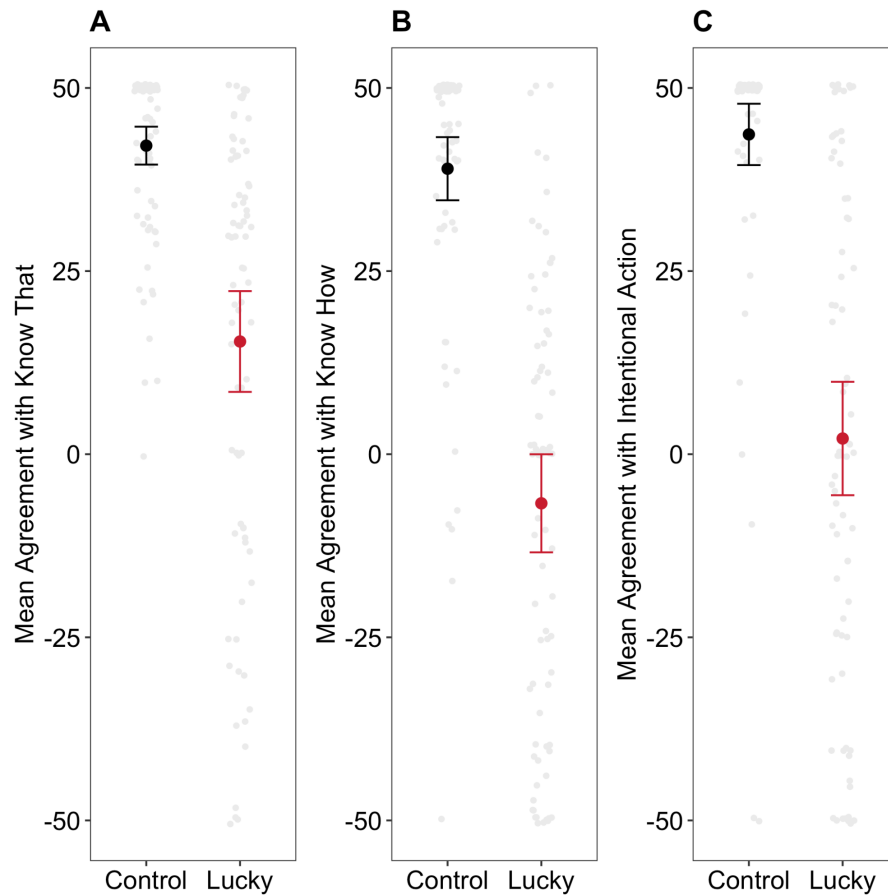 A
Mean Agreement with Know That
50
25
0
-25
-50
Control Lucky
B
Mean Agreement with Know How
50
25
0
-25
-50
Control Lucky
C
Mean Agreement with Intentional Action
50
25
0
-25
-50
Control Lucky